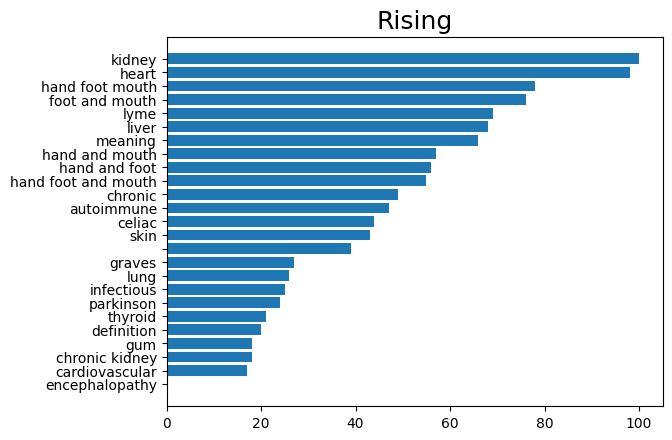 Rising
kidney
heart
hand foot mouth
foot and mouth
lyme
liver
meaning
hand and mouth
hand and foot
hand foot and mouth
chronic
autoimmune
celiac
skin
graves
lung
infectious
parkinson
thyroid
definition
gum
chronic kidney
cardiovascular
encephalopathy
0 20 40 60 80 100